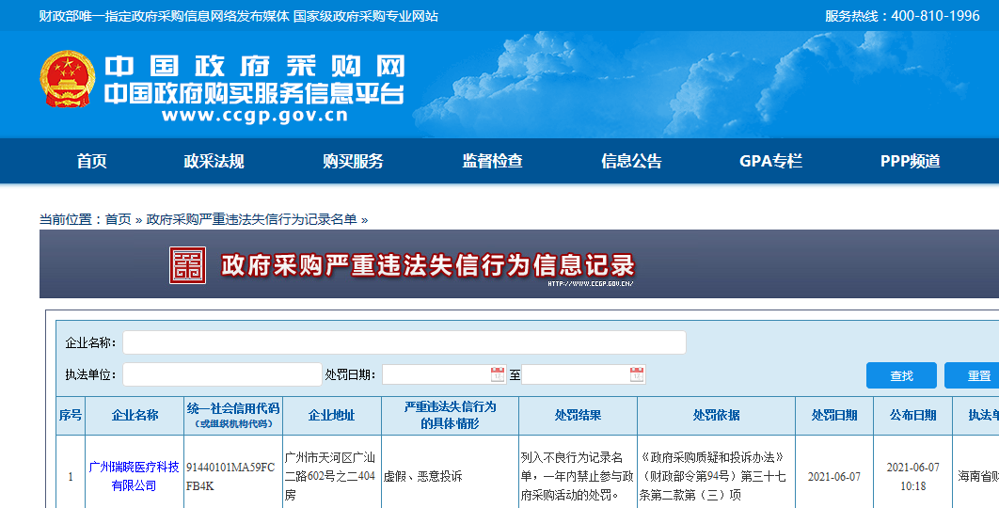 财政部唯一指定政府采购信息网络发布媒体 国家级政府采购专业网站
服务热线：400-810-1996
中国政府采购网
中国政府购买服务信息平台
www.ccgp.gov.cn
首页 政采法规 购买服务 监督检查 信息公告 GPA专栏 PPP频道
当前位置：首页 » 政府采购严重违法失信行为记录名单 »
政府采购严重违法失信行为信息记录
HTTP://WWW.CCGP.GOV.CN/
企业名称：
执法单位： 处罚日期： 至 查找 重置
序号 企业名称 统一社会信用代码 企业地址 严重违法失信行为 处罚结果 处罚依据 处罚日期 公布日期 执法单
（或组织机构代码） 的具体情形
广州市天河区广汕 列入不良行为记录名 《政府采购质疑和投诉办法》
广州瑞晓医疗科技 91440101MA59FC 2021-06-07
1 二路602号之二404 虚假、恶意投诉 单，一年内禁止参与政 （财政部令第94号）第三十七 2021-06-07 海南省财
有限公司 FB4K 10:18
房 府采购活动的处罚。 条第二款第（三）项